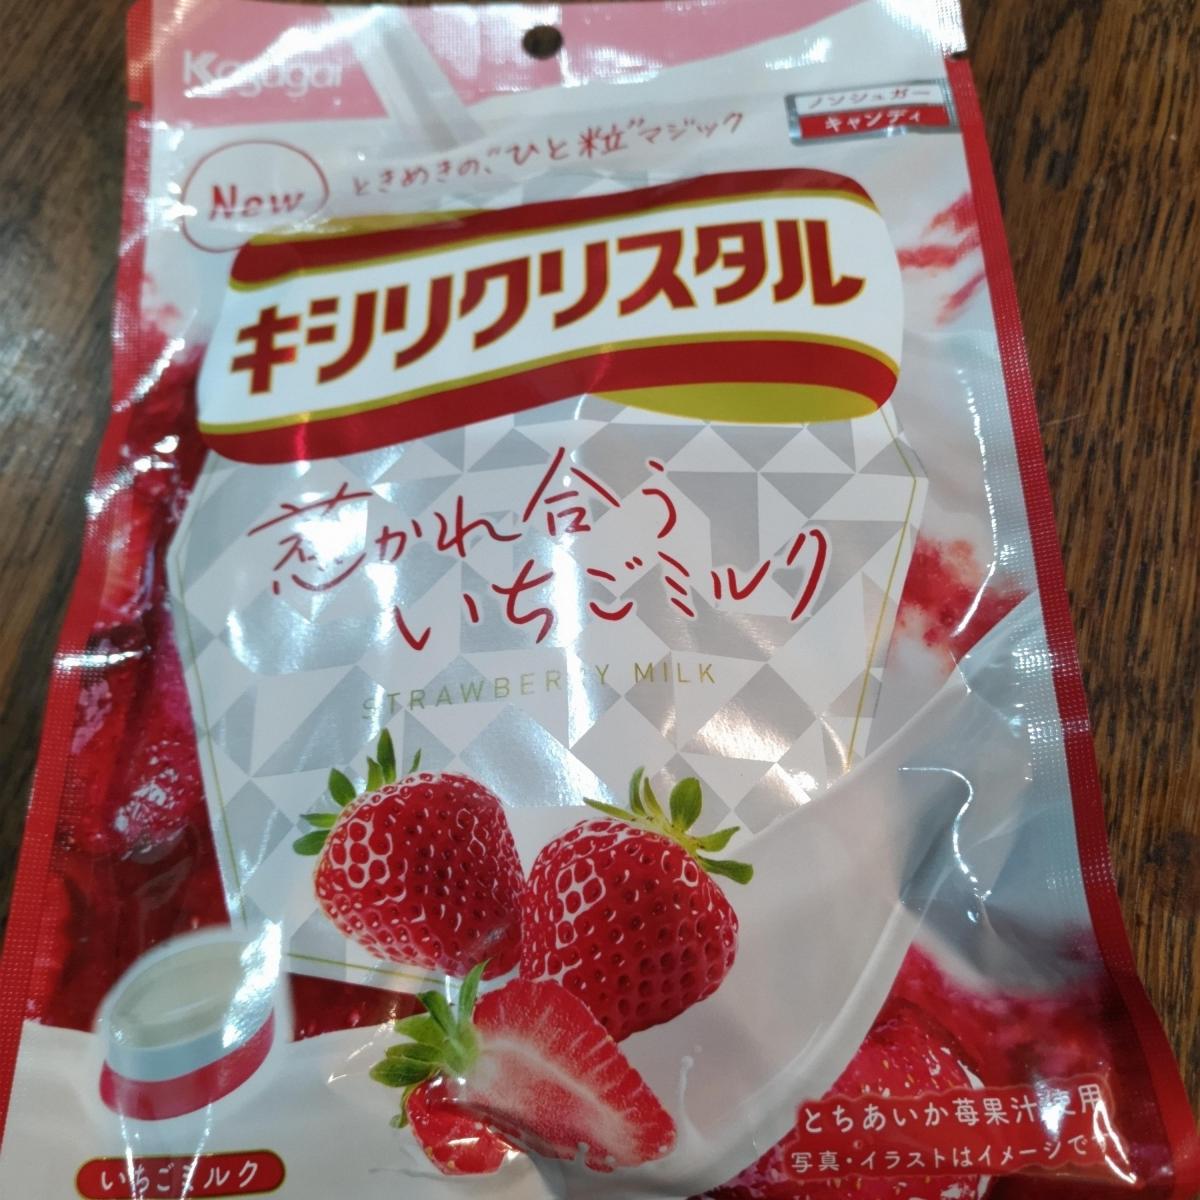 Kasugai
ノンシュガー
キャンディ
New
ときめきの、“ひと粒”マジック
キシリクリスタル
惹かれ合う
いちごミルク
STRAWBERRY MILK
いちごミルク
とちあいか苺果汁使用
写真・イラストはイメージです